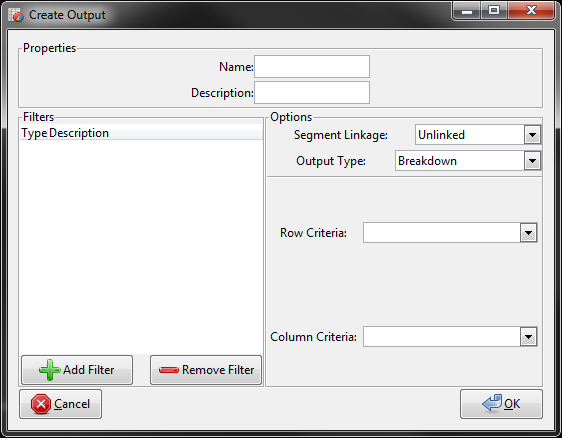 Create Output
Properties
Name:
Description:
Filters
Type Description
Add Filter
Remove Filter
Options
Segment Linkage: Unlinked
Output Type: Breakdown
Row Criteria:
Column Criteria:
Cancel
OK